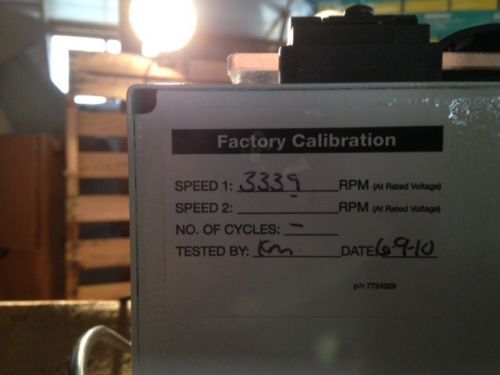 Factory Calibration
SPEED 1: 3339 RPM (At Rated Voltage)
SPEED 2: - RPM (At Rated Voltage)
NO. OF CYCLES: -
TESTED BY: Km DATE 6-9-10
p/n 7724029